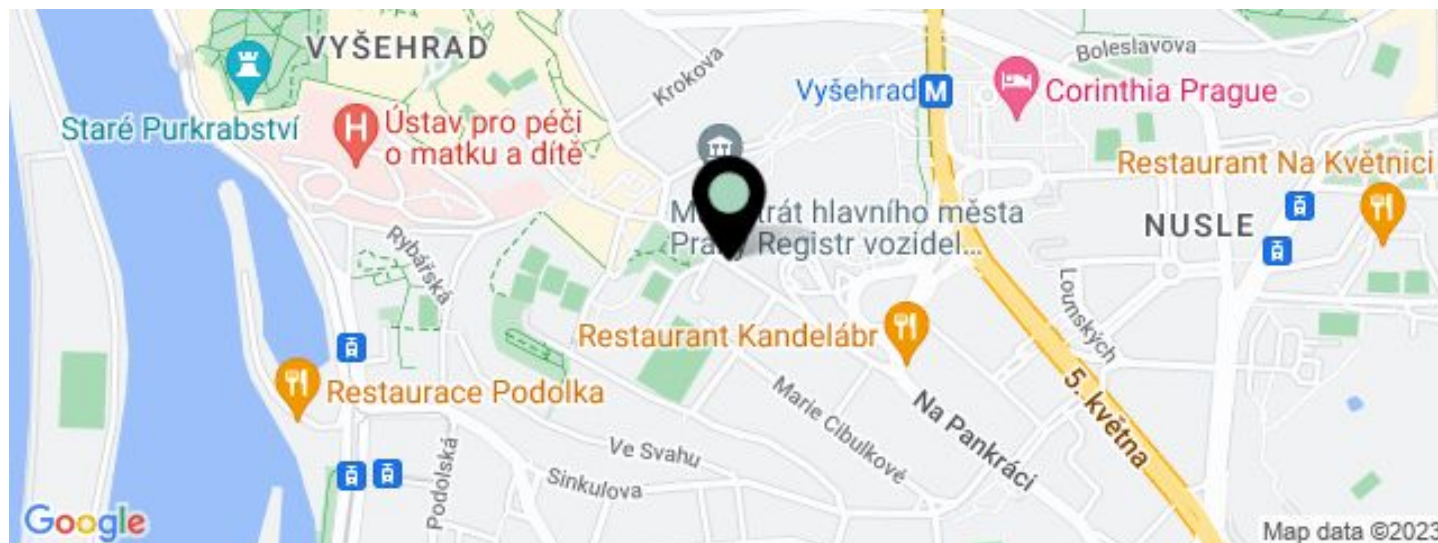 VYŠEHRAD
Boleslavova
Krokova
Vyšehrad
M
Corinthia Prague
Staré Purkrabství
H
Ústav pro péči
o matku a dítě
Restaurant Na Květnici
hlavního města
Registr vozidel...
NUSLE
Rybářská
Lounských
Restaurant Kandelábr
Restaurace Podolka
Marie Cibulkové
Na Pankráci
5. května
Ve Svahu
Podolská
Sinkulova
Google
Map data ©2023